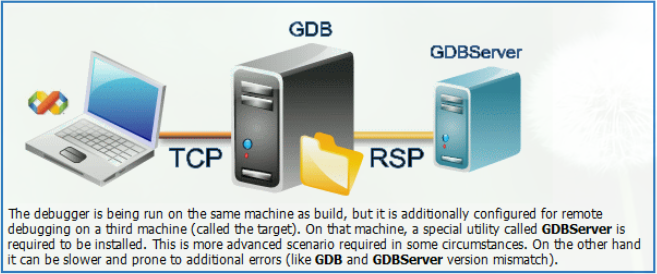 GDB
GDBServer
TCP
RSP
The debugger is being run on the same machine as build, but it is additionally configured for remote
debugging on a third machine (called the target). On that machine, a special utility called GDBServer is
required to be installed. This is more advanced scenario required in some circumstances. On the other hand
it can be slower and prone to additional errors (like GDB and GDBServer version mismatch).